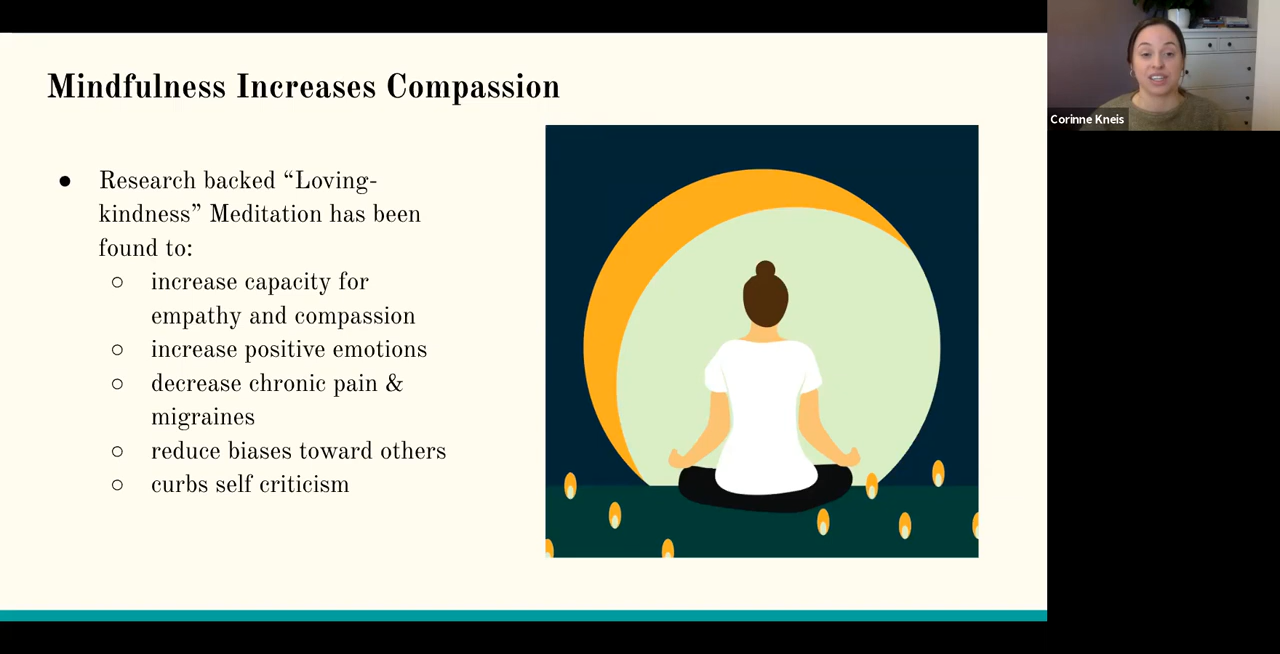 Mindfulness Increases Compassion
● Research backed “Loving-
kindness” Meditation has been
found to:
○ increase capacity for
empathy and compassion
○ increase positive emotions
○ decrease chronic pain &
migraines
○ reduce biases toward others
○ curbs self criticism
Corinne Kneis